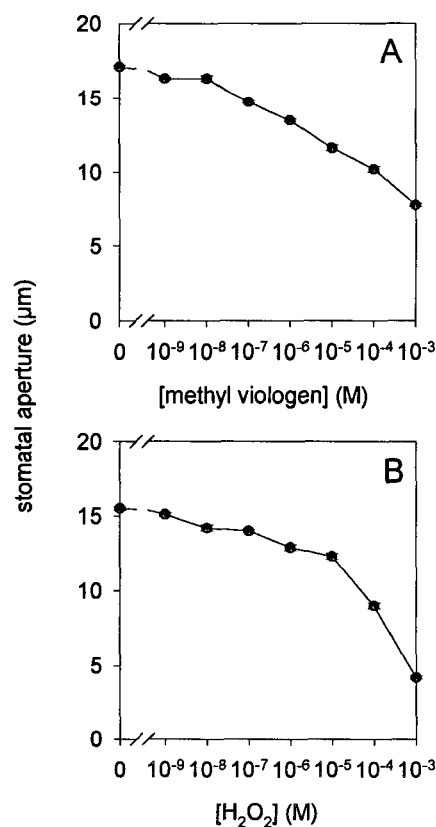 A
20
15
10
5
0
0 10⁻⁹ 10⁻⁸ 10⁻⁷ 10⁻⁶ 10⁻⁵ 10⁻⁴ 10⁻³
[methyl viologen] (M)
stomatal aperture (µm)
B
20
15
10
5
0
0 10⁻⁹ 10⁻⁸ 10⁻⁷ 10⁻⁶ 10⁻⁵ 10⁻⁴ 10⁻³
[H₂O₂] (M)